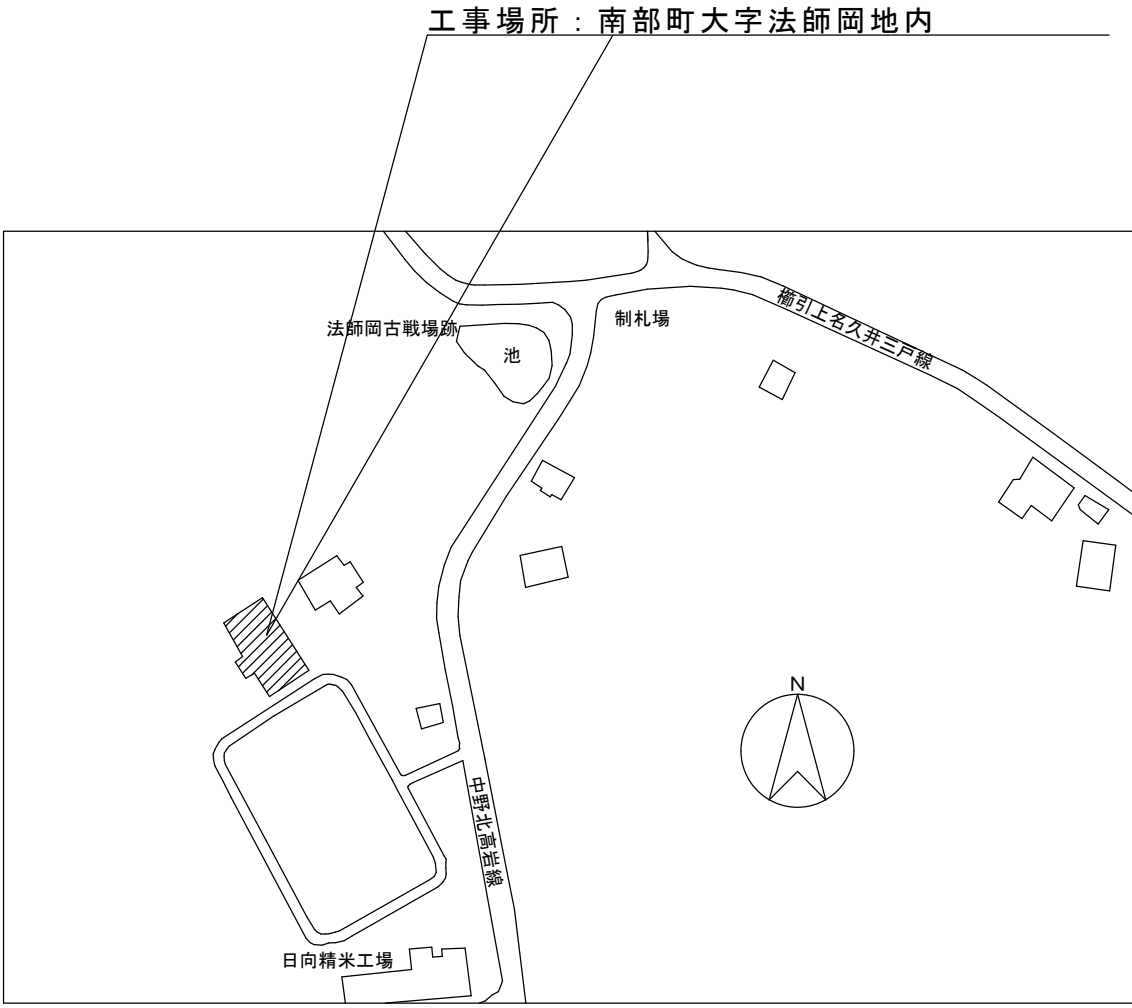 工事場所：南部町大字法師岡地内
櫛引上名久井三戸線
制札場
法師岡古戦場跡
池
N
中野北高岩線
日向精米工場